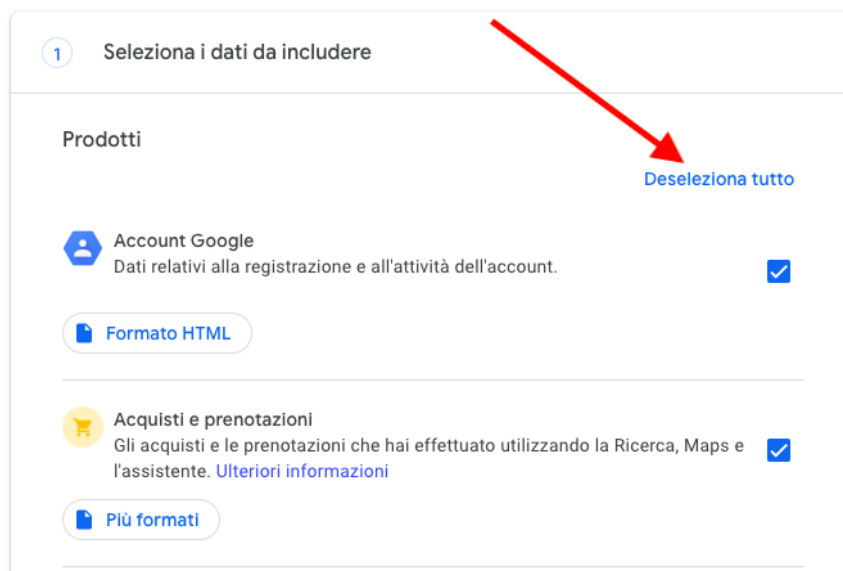 1
Seleziona i dati da includere
Prodotti
Deseleziona tutto
Account Google
Dati relativi alla registrazione e all'attività dell'account.
Formato HTML
Acquisti e prenotazioni
Gli acquisti e le prenotazioni che hai effettuato utilizzando la Ricerca, Maps e
l'assistente. Ulteriori informazioni
Più formati